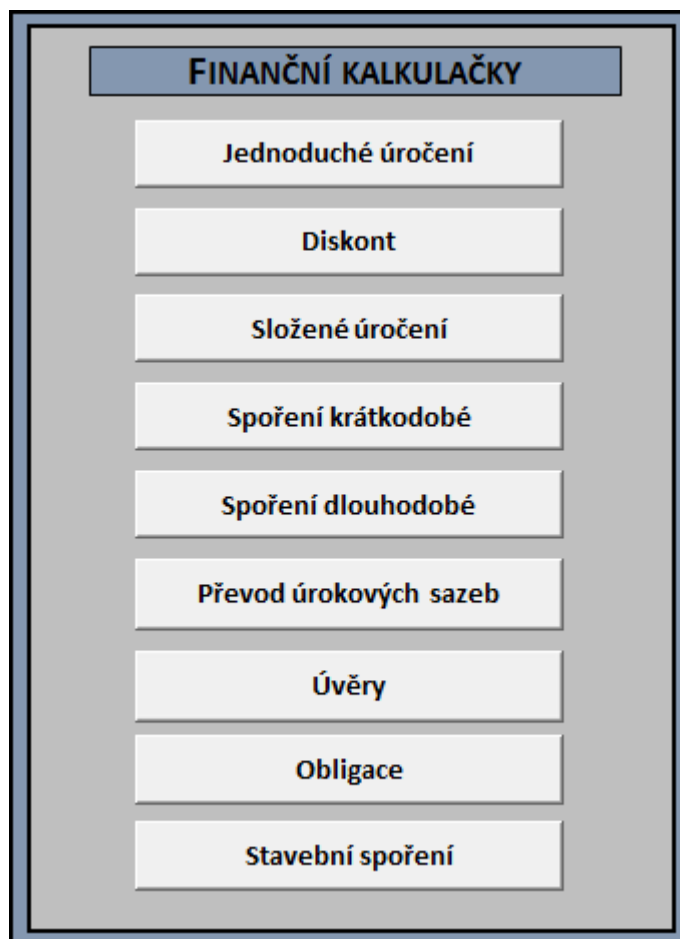 FINANČNÍ KALKULAČKY
Jednoduché úročení
Diskont
Složené úročení
Spoření krátkodobé
Spoření dlouhodobé
Převod úrokových sazeb
Úvěry
Obligace
Stavební spoření